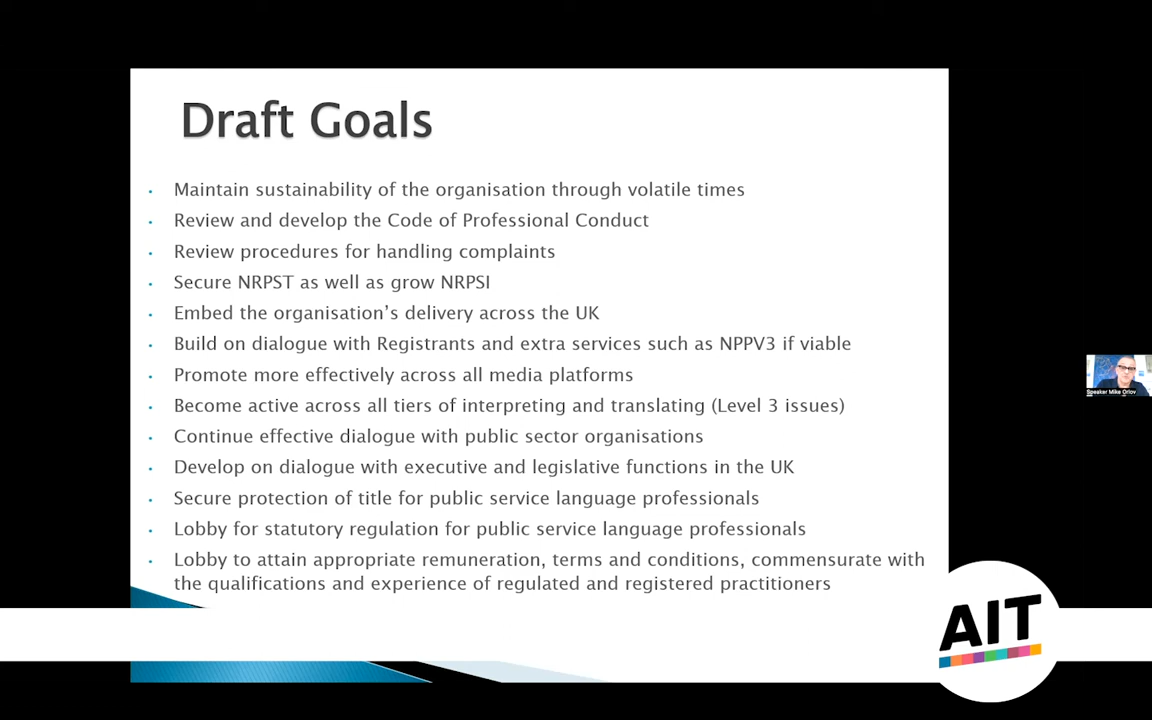 Draft Goals
• Maintain sustainability of the organisation through volatile times
• Review and develop the Code of Professional Conduct
• Review procedures for handling complaints
• Secure NRPST as well as grow NRPSI
• Embed the organisation's delivery across the UK
• Build on dialogue with Registrants and extra services such as NPPV3 if viable
• Promote more effectively across all media platforms
• Become active across all tiers of interpreting and translating (Level 3 issues)
• Continue effective dialogue with public sector organisations
• Develop on dialogue with executive and legislative functions in the UK
• Secure protection of title for public service language professionals
• Lobby for statutory regulation for public service language professionals
• Lobby to attain appropriate remuneration, terms and conditions, commensurate with
the qualifications and experience of regulated and registered practitioners
Speaker Mike Orlov
AIT